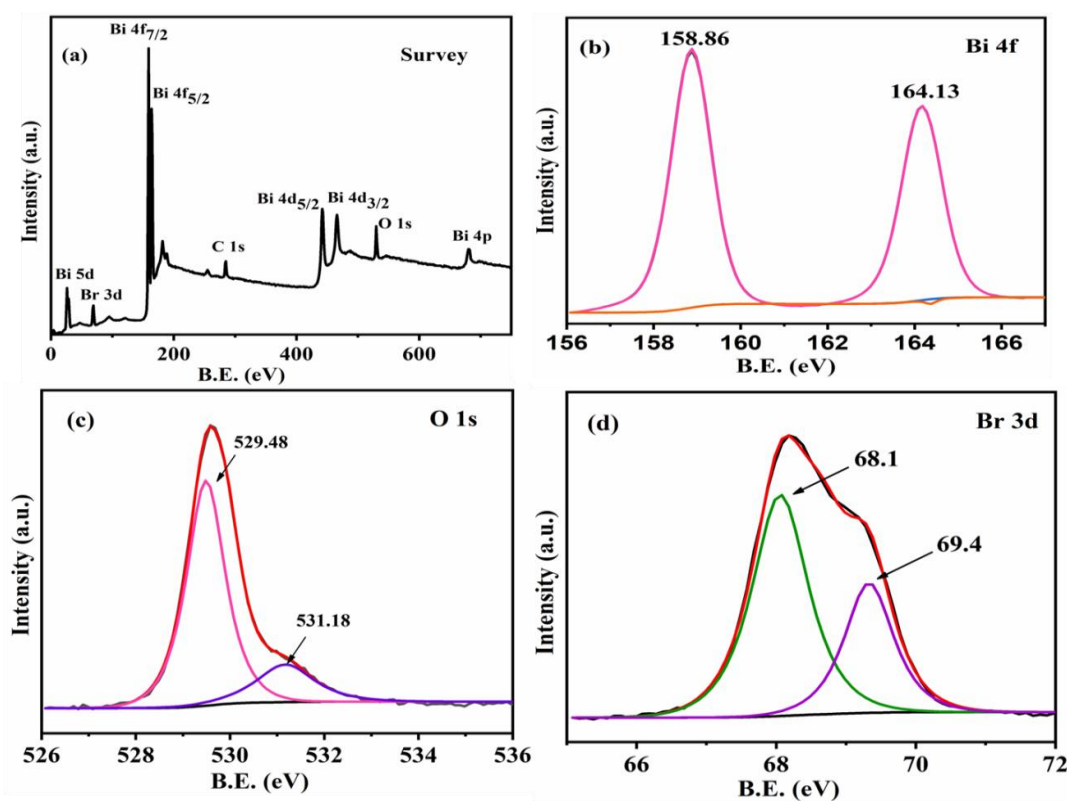 (a)
Survey
Bi 4f7/2
Bi 4f5/2
Bi 5d
Br 3d
C 1s
Bi 4d5/2
Bi 4d3/2
O 1s
Bi 4p
Intensity (a.u.)
0 200 400 600
B.E. (eV)
(b)
Bi 4f
158.86
164.13
Intensity (a.u.)
156 158 160 162 164 166
B.E. (eV)
(c)
O 1s
529.48
531.18
Intensity (a.u.)
526 528 530 532 534 536
B.E. (eV)
(d)
Br 3d
68.1
69.4
Intensity (a.u.)
66 68 70 72
B.E. (eV)